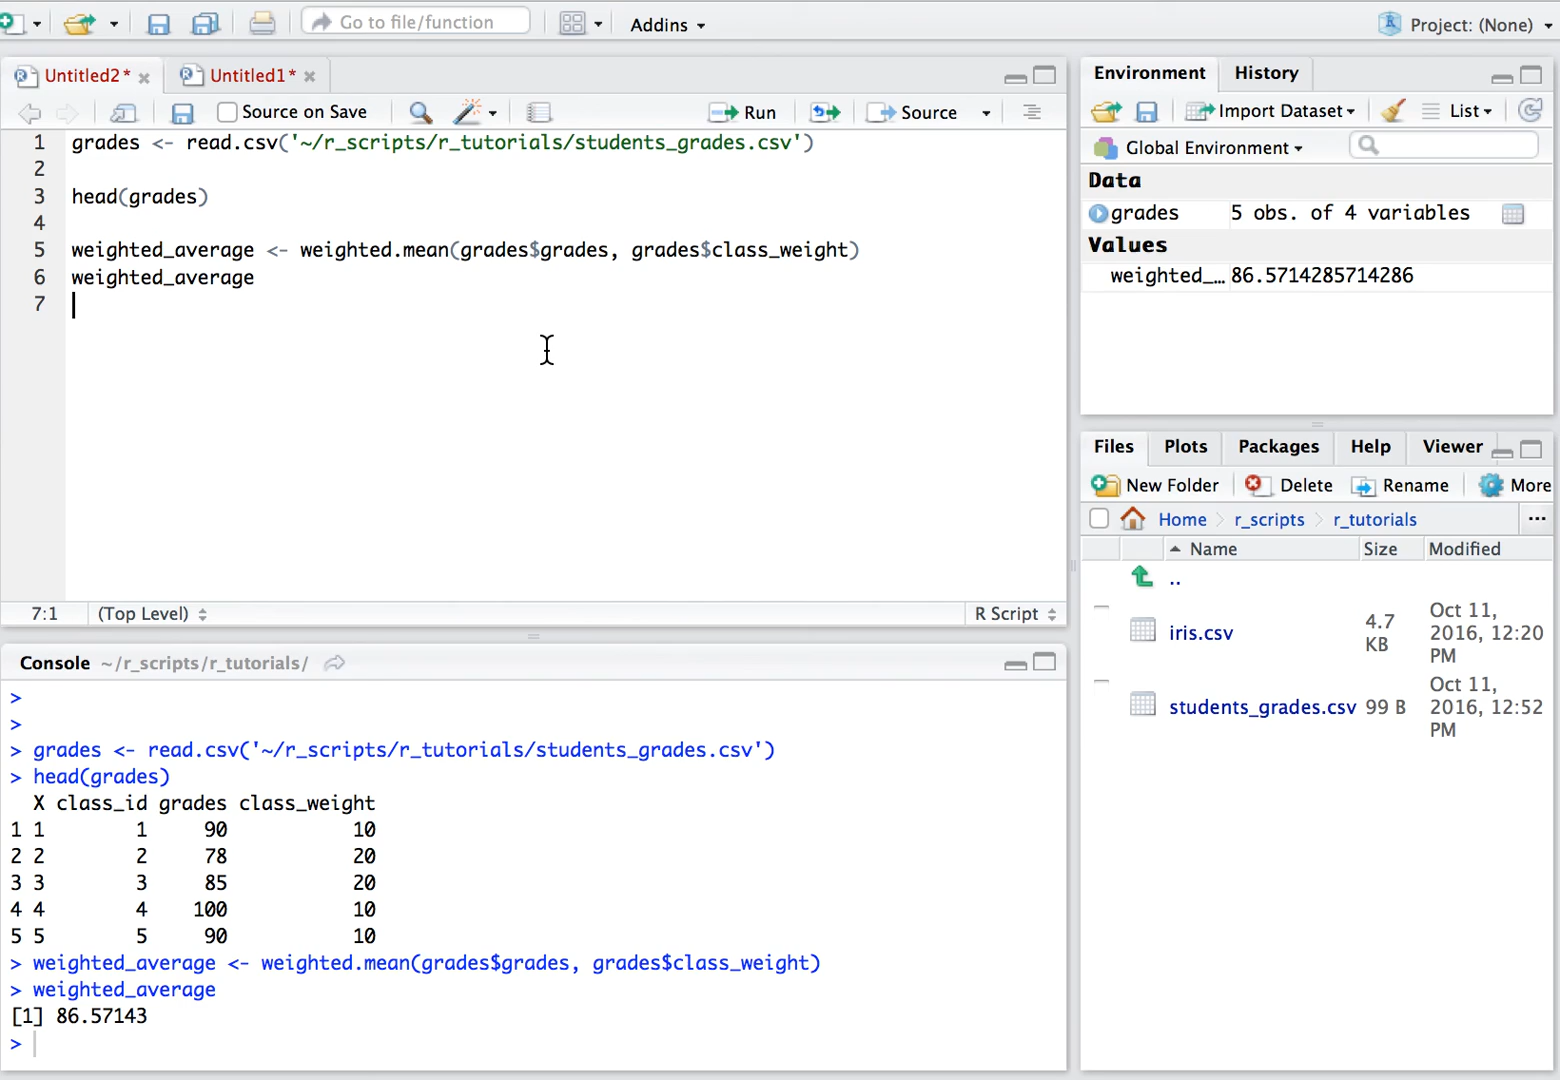 Go to file/function
Addins
Project: (None)
Untitled2*
Untitled1*
Source on Save
Run
Source
1 grades <- read.csv('~/r_scripts/r_tutorials/students_grades.csv')
2
3 head(grades)
4
5 weighted_average <- weighted.mean(grades$grades, grades$class_weight)
6 weighted_average
7
7:1 (Top Level) R Script
Console ~/r_scripts/r_tutorials/
>
>
> grades <- read.csv('~/r_scripts/r_tutorials/students_grades.csv')
> head(grades)
  X class_id grades class_weight
1 1        1     90           10
2 2        2     78           20
3 3        3     85           20
4 4        4    100           10
5 5        5     90           10
> weighted_average <- weighted.mean(grades$grades, grades$class_weight)
> weighted_average
[1] 86.57143
>
Environment History
Import Dataset List
Global Environment
Data
grades 5 obs. of 4 variables
Values
weighted_… 86.5714285714286
Files Plots Packages Help Viewer
New Folder Delete Rename More
Home r_scripts r_tutorials ...
Name Size Modified
..
iris.csv 4.7 KB Oct 11, 2016, 12:20 PM
students_grades.csv 99 B Oct 11, 2016, 12:52 PM